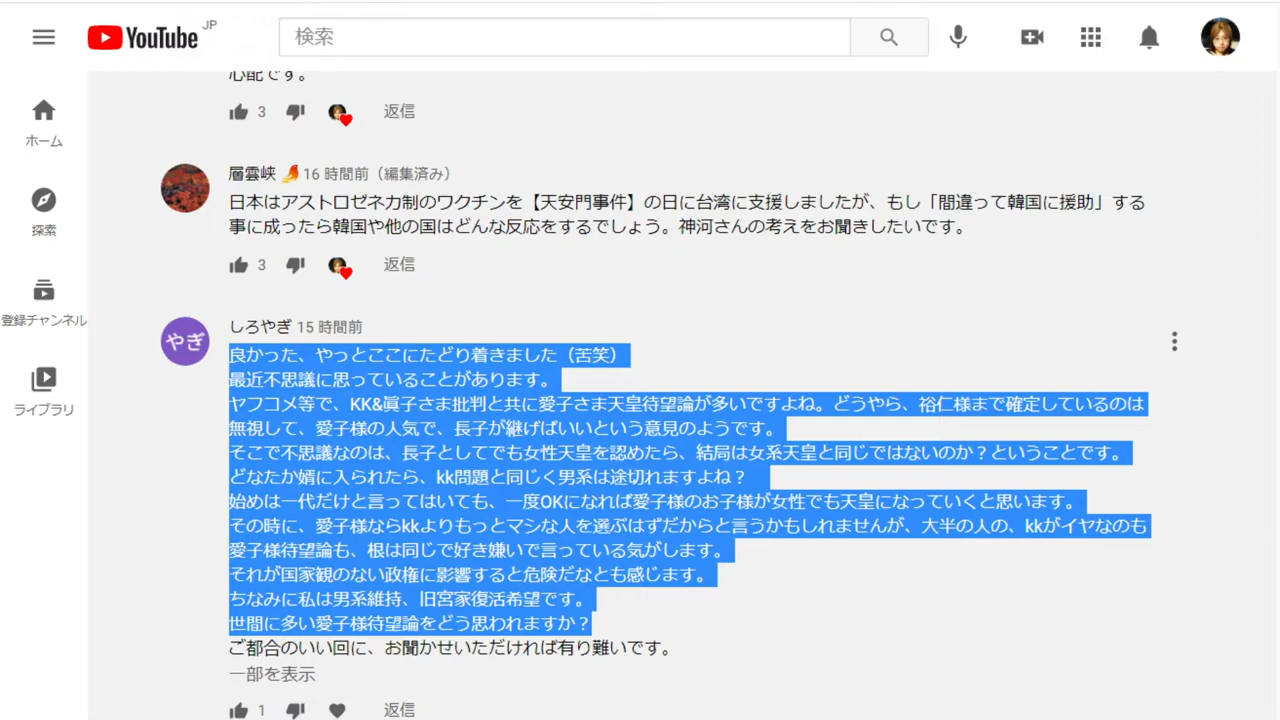 YouTube JP
検索
ホーム
探索
登録チャンネル
ライブラリ
心配です。
3 返信
層雲峡 16 時間前（編集済み）
日本はアストロゼネカ制のワクチンを【天安門事件】の日に台湾に支援しましたが、もし「間違って韓国に援助」する
事に成ったら韓国や他の国はどんな反応をするでしょう。神河さんの考えをお聞きしたいです。
3 返信
やぎ
しろやぎ 15 時間前
良かった、やっとここにたどり着きました（苦笑）
最近不思議に思っていることがあります。
ヤフコメ等で、KK&眞子さま批判と共に愛子さま天皇待望論が多いですよね。どうやら、裕仁様まで確定しているのは
無視して、愛子様の人気で、長子が継げばいいという意見のようです。
そこで不思議なのは、長子としてでも女性天皇を認めたら、結局は女系天皇と同じではないのか？ということです。
どなたか婿に入られたら、kk問題と同じく男系は途切れますよね？
始めは一代だけと言ってはいても、一度OKになれば愛子様のお子様が女性でも天皇になっていくと思います。
その時に、愛子様ならkkよりもっとマシな人を選ぶはずだからと言うかもしれませんが、大半の人の、kkがイヤなのも
愛子様待望論も、根は同じで好き嫌いで言っている気がします。
それが国家観のない政権に影響すると危険だなとも感じます。
ちなみに私は男系維持、旧宮家復活希望です。
世間に多い愛子様待望論をどう思われますか？
ご都合のいい回に、お聞かせいただければ有り難いです。
一部を表示
1 返信